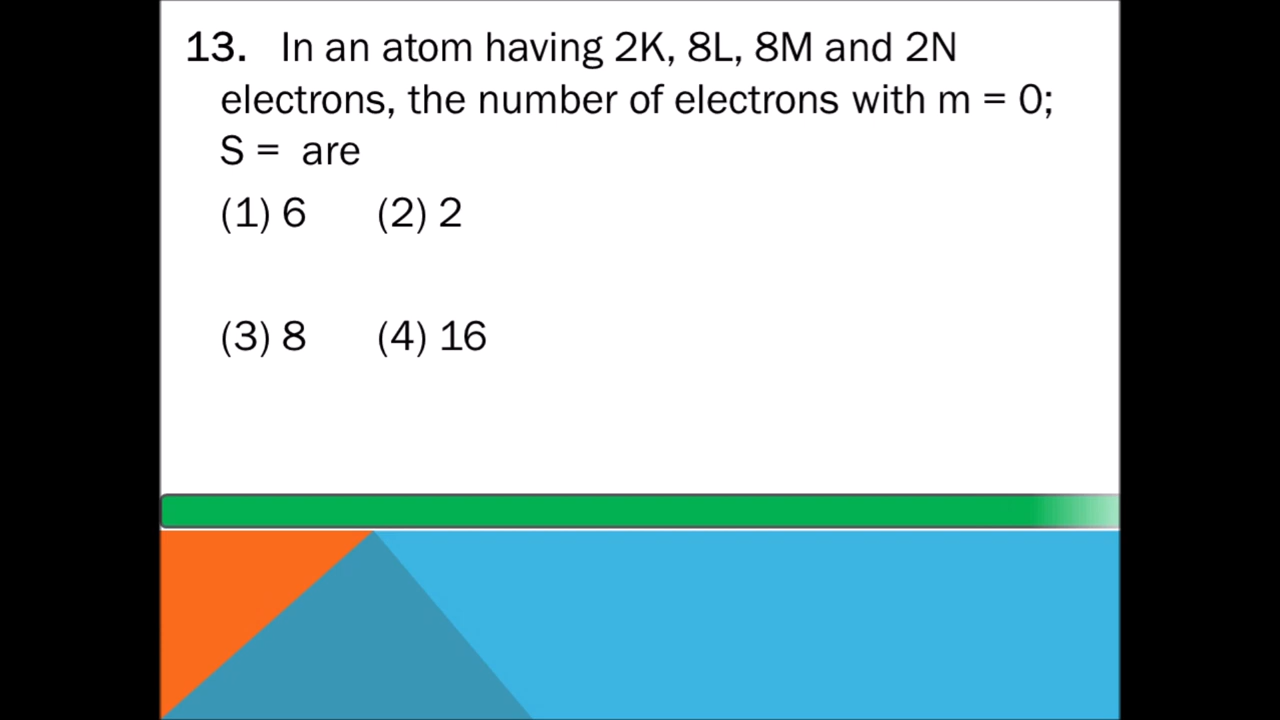 13. In an atom having 2K, 8L, 8M and 2N
electrons, the number of electrons with m = 0;
S = are
(1) 6 (2) 2
(3) 8 (4) 16